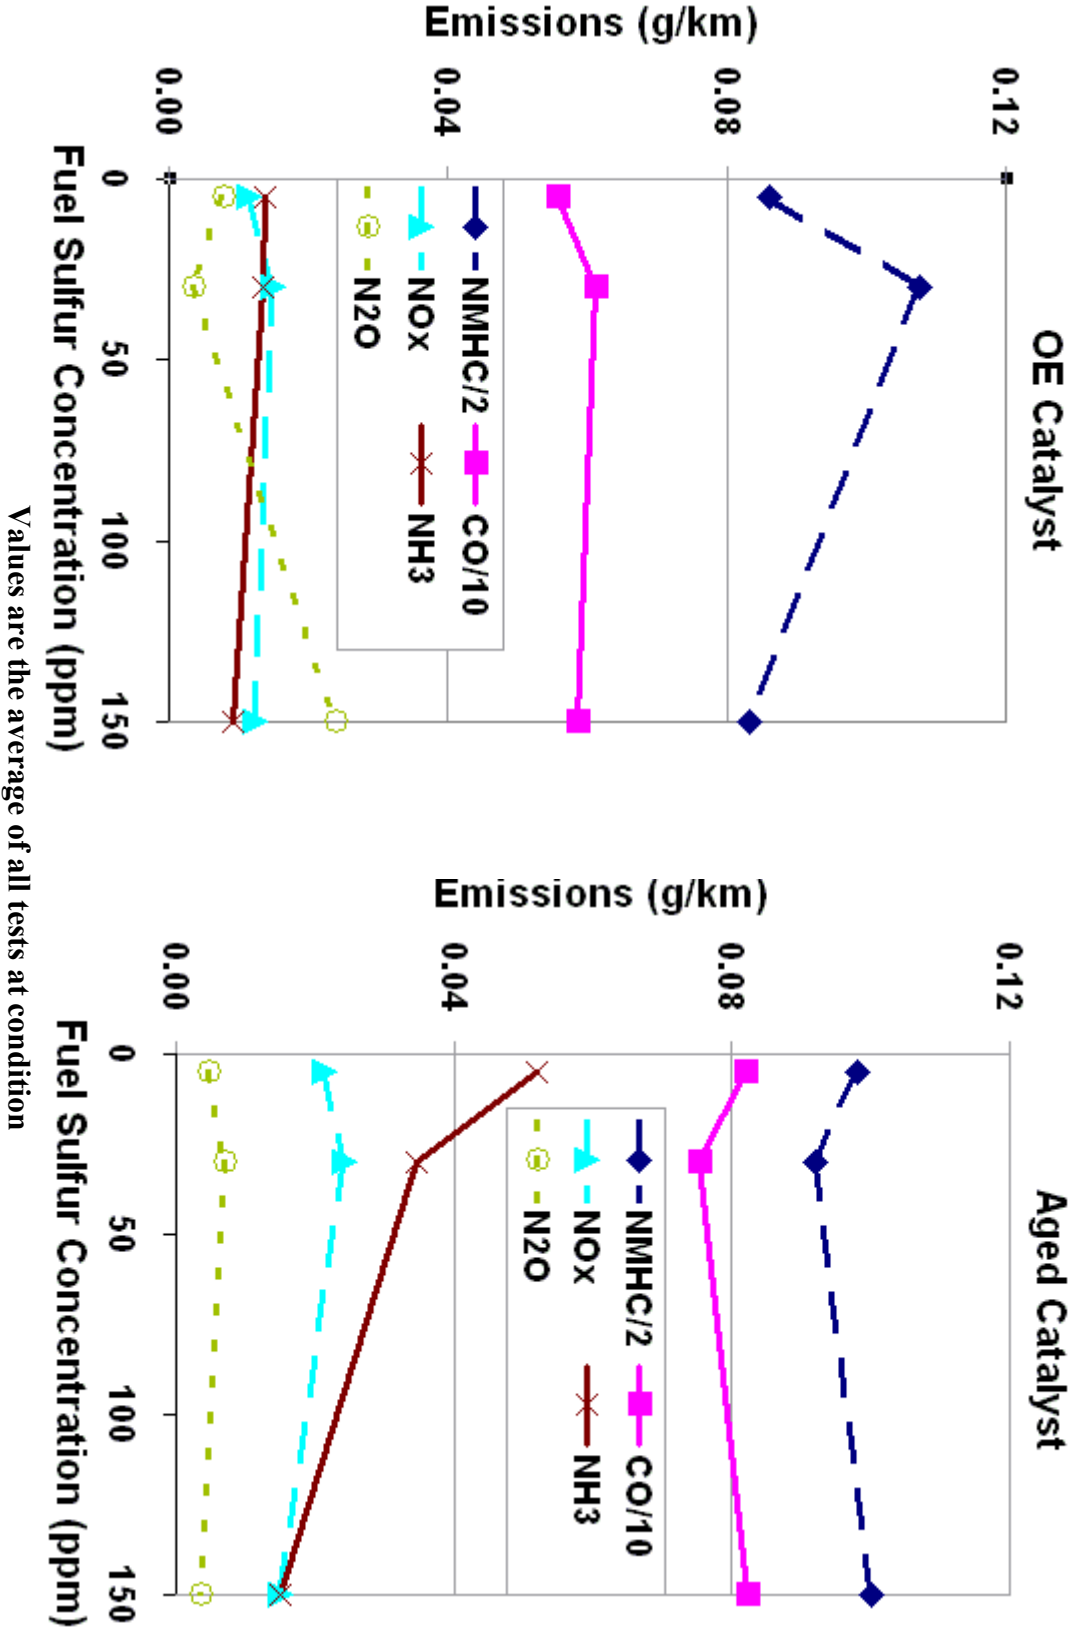 OE Catalyst
Emissions (g/km)
0.12
0.08
0.04
0.00
0 50 100 150
Fuel Sulfur Concentration (ppm)
NMHC/2 CO/10
NOx NH3
N2O
Aged Catalyst
Emissions (g/km)
0.12
0.08
0.04
0.00
0 50 100 150
Fuel Sulfur Concentration (ppm)
NMHC/2 CO/10
NOx NH3
N2O
Values are the average of all tests at condition